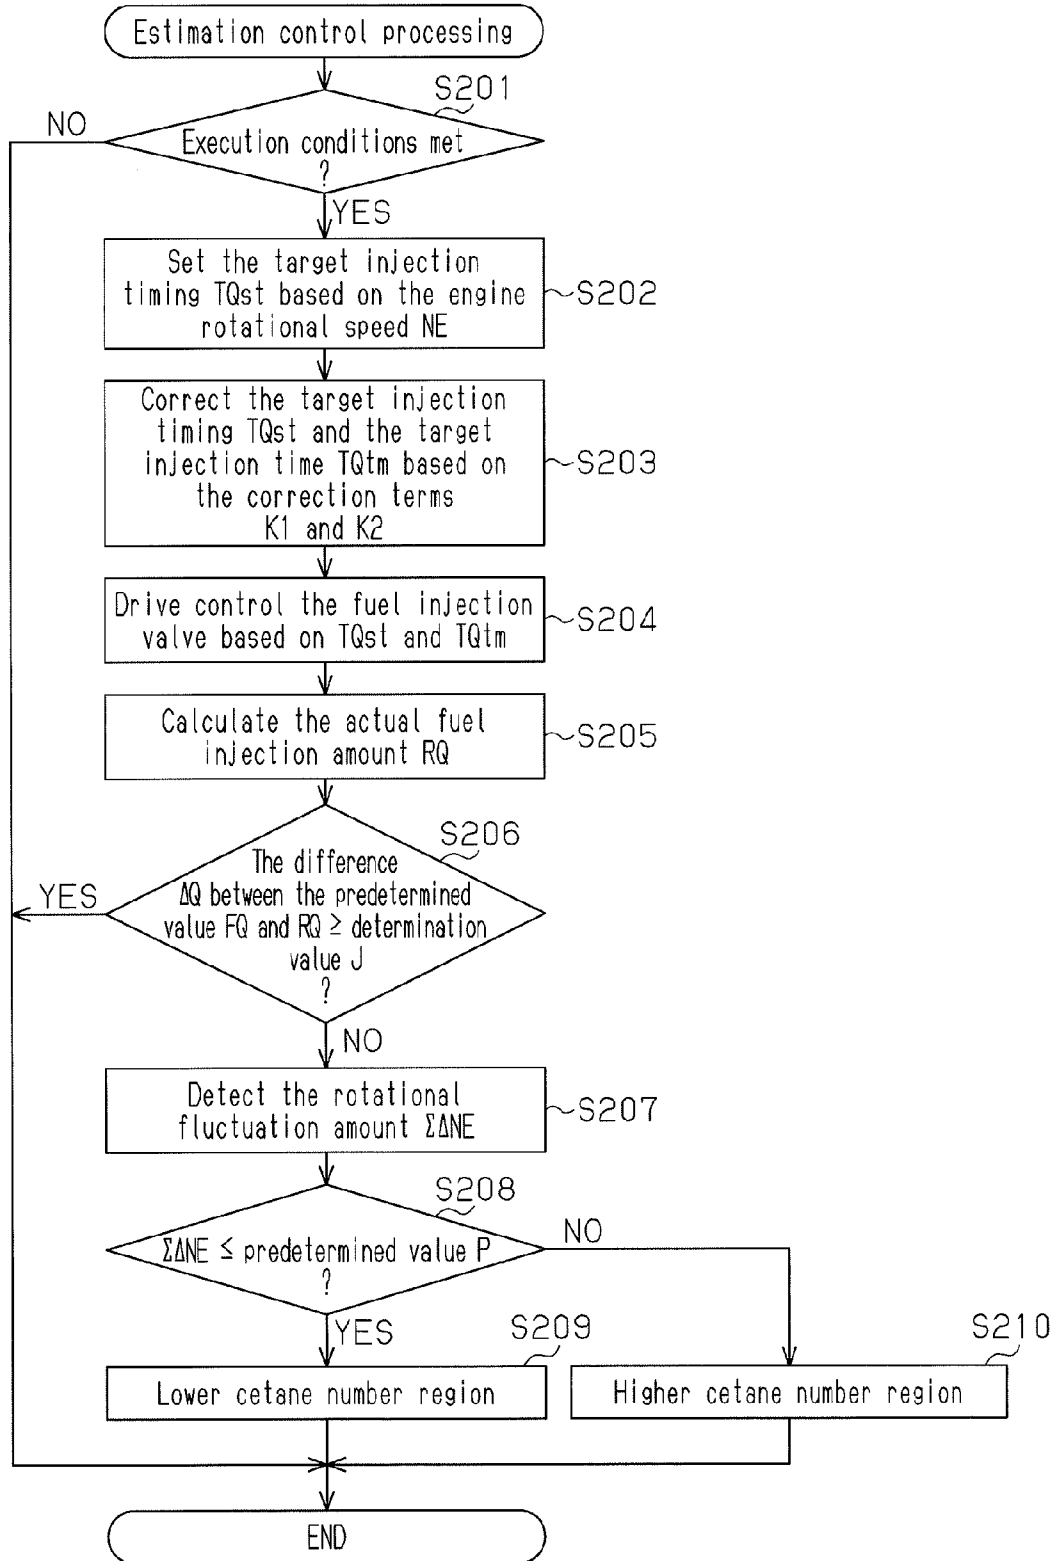 Estimation control processing
S201
NO
Execution conditions met
?
YES
Set the target injection
timing TQst based on the engine
rotational speed NE
S202
Correct the target injection
timing TQst and the target
injection time TQtm based on
the correction terms
K1 and K2
S203
Drive control the fuel injection
valve based on TQst and TQtm
S204
Calculate the actual fuel
injection amount RQ
S205
S206
YES
The difference
ΔQ between the predetermined
value FQ and RQ ≥ determination
value J
?
NO
Detect the rotational
fluctuation amount ΣΔNE
S207
S208
ΣΔNE ≤ predetermined value P
?
NO
YES
S209
Lower cetane number region
S210
Higher cetane number region
END